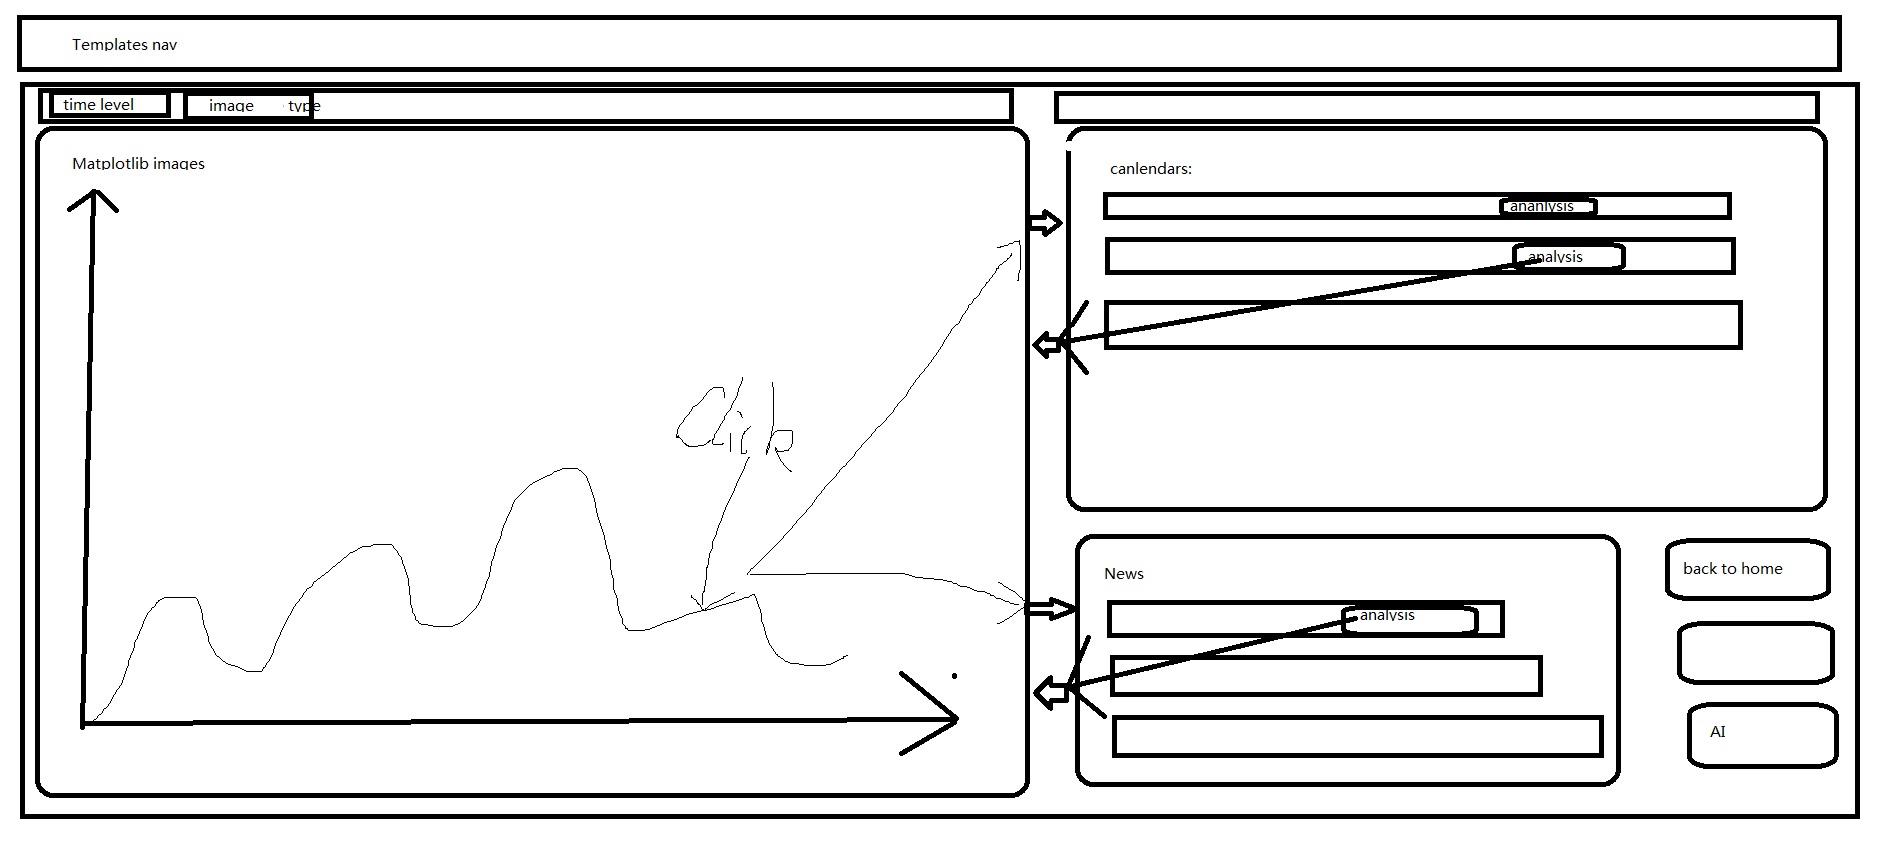 Templates nav
time level
image type
Matplotlib images
canlendars:
ananlysis
analysis
Click
News
analysis
back to home
AI